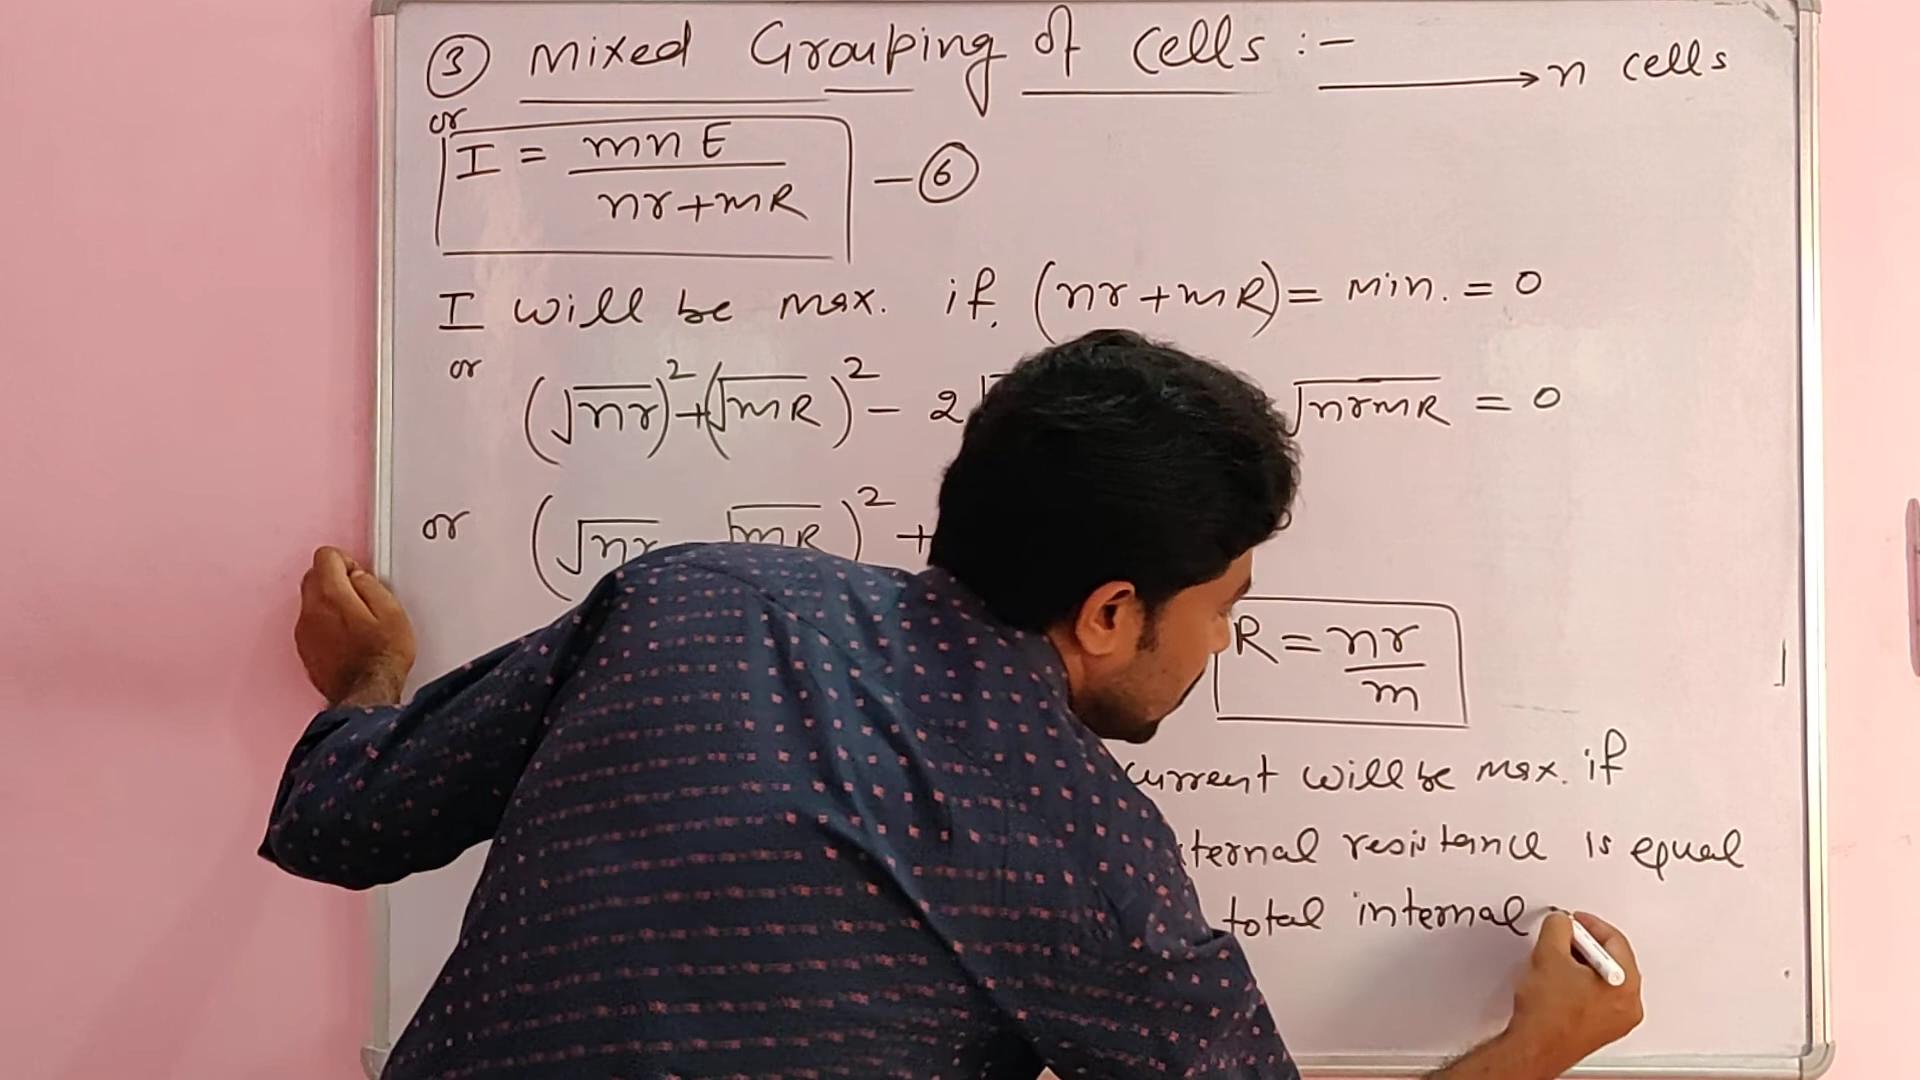 ③ Mixed Grouping of cells :- → n cells
or
I = mnE / nr+mR — ⑥
I will be max. if (nr+mR) = min. = 0
or (√nr)²+(√mR)² - 2 √nrmR = 0
or (√nr √mR)² +
R = nr/m
current will be max. if
resistance is equal
total internal